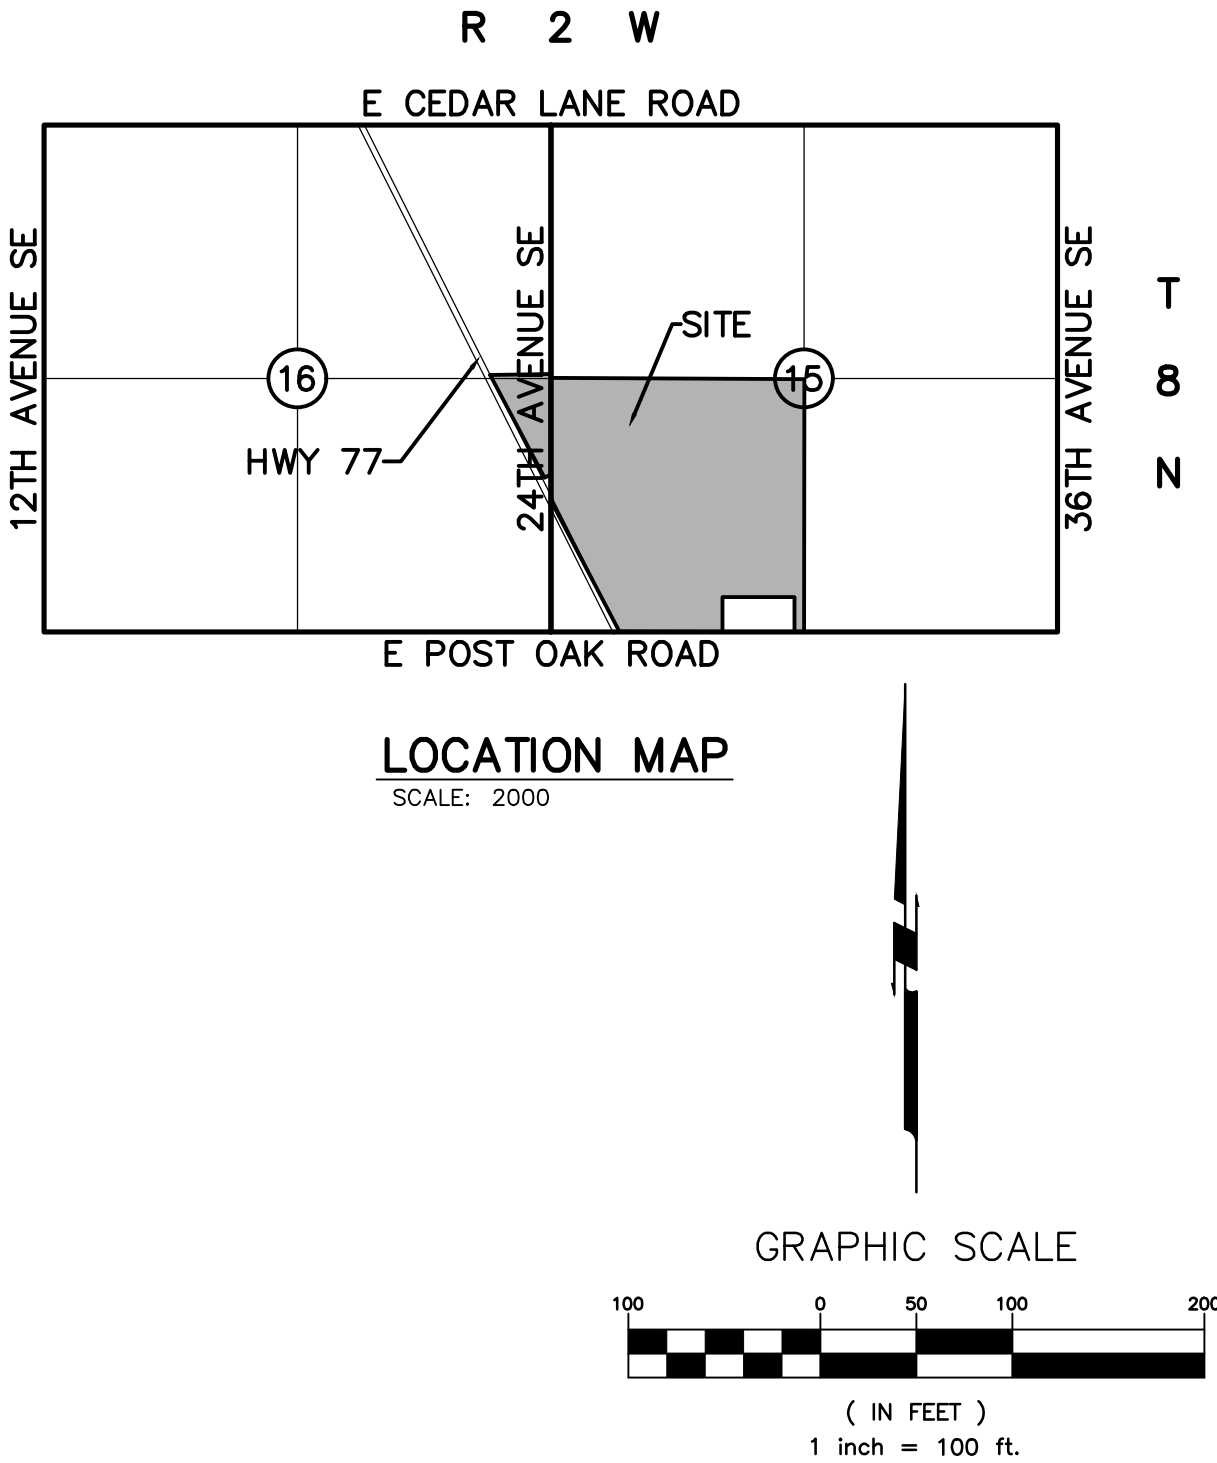 R 2 W
E CEDAR LANE ROAD
12TH AVENUE SE
24TH AVENUE SE
36TH AVENUE SE
T
8
N
SITE
16
15
HWY 77
E POST OAK ROAD
LOCATION MAP
SCALE: 2000
GRAPHIC SCALE
100 0 50 100 200
( IN FEET )
1 inch = 100 ft.